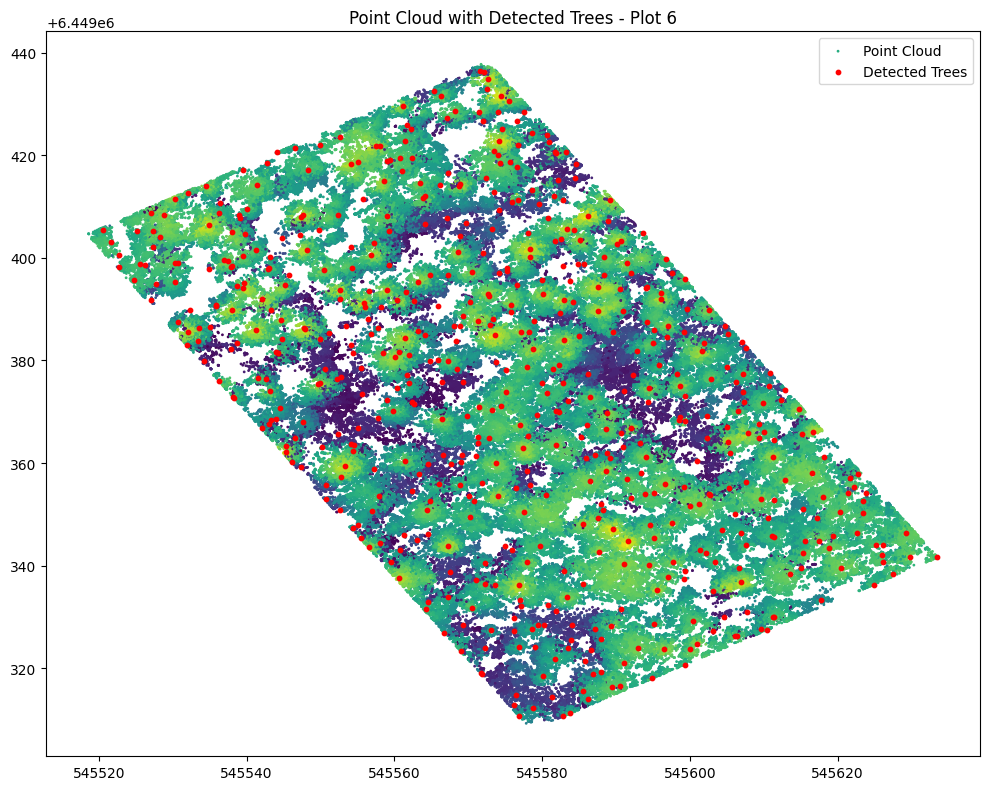 Point Cloud with Detected Trees - Plot 6
+6.449e6
Point Cloud
Detected Trees
440
420
400
380
360
340
320
545520 545540 545560 545580 545600 545620